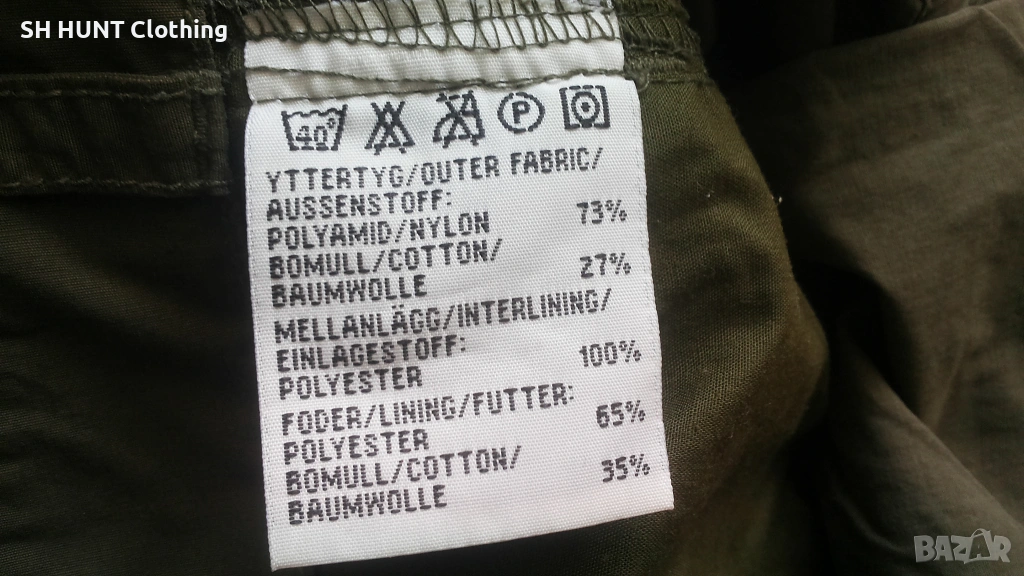 SH HUNT Clothing
40°
P
YTTERTYG/OUTER FABRIC/
AUSSENSTOFF:
POLYAMID/NYLON 73%
BOMULL/COTTON/
BAUMWOLLE 27%
MELLANLÄGG/INTERLINING/
EINLAGESTOFF:
POLYESTER 100%
FODER/LINING/FUTTER:
POLYESTER 65%
BOMULL/COTTON/
BAUMWOLLE 35%
BAZAR